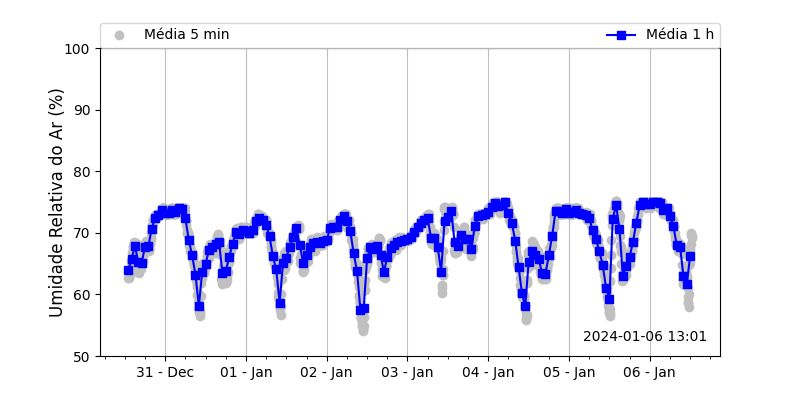 Média 5 min
Média 1 h
Umidade Relativa do Ar (%)
100
90
80
70
60
50
2024-01-06 13:01
31 - Dec
01 - Jan
02 - Jan
03 - Jan
04 - Jan
05 - Jan
06 - Jan